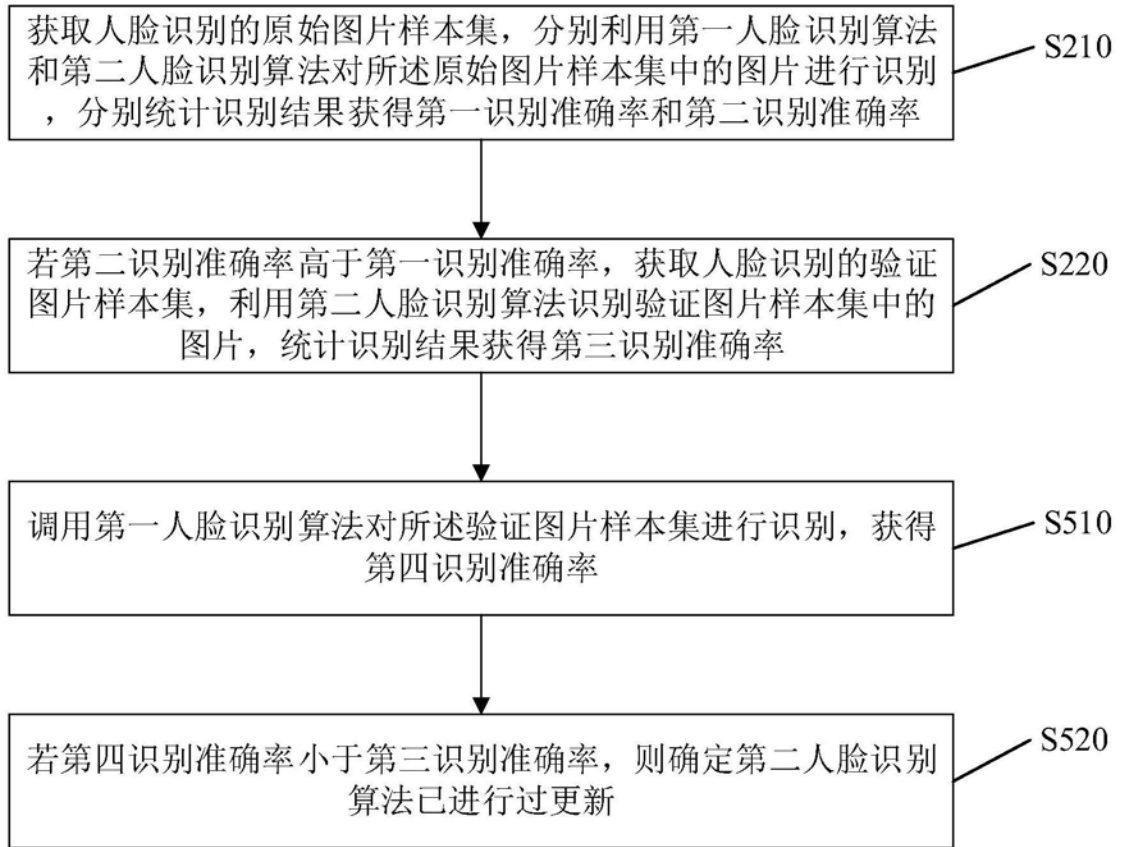 获取人脸识别的原始图片样本集，分别利用第一人脸识别算法
和第二人脸识别算法对所述原始图片样本集中的图片进行识别
，分别统计识别结果获得第一识别准确率和第二识别准确率
S210
若第二识别准确率高于第一识别准确率，获取人脸识别的验证
图片样本集，利用第二人脸识别算法识别验证图片样本集中的
图片，统计识别结果获得第三识别准确率
S220
调用第一人脸识别算法对所述验证图片样本集进行识别，获得
第四识别准确率
S510
若第四识别准确率小于第三识别准确率，则确定第二人脸识别
算法已进行过更新
S520